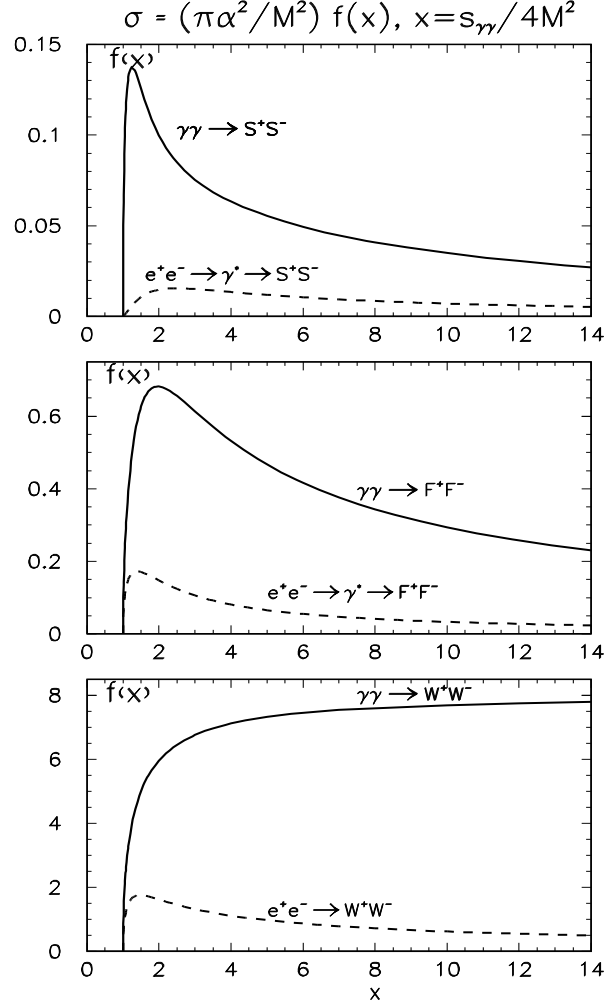 σ = (πα²/M²) f(x), x=s_γγ/4M²
0.15
f(x)
γγ → S⁺S⁻
0.1
0.05
e⁺e⁻ → γ* → S⁺S⁻
0
0 2 4 6 8 10 12 14
f(x)
0.6
γγ → F⁺F⁻
0.4
0.2
e⁺e⁻ → γ* → F⁺F⁻
0
0 2 4 6 8 10 12 14
8
f(x)
γγ → W⁺W⁻
6
4
2
e⁺e⁻ → W⁺W⁻
0
0 2 4 6 8 10 12 14
x